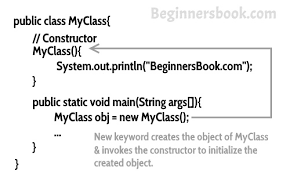 Beginnersbook.com
public class MyClass{
// Constructor
MyClass(){
System.out.println("BeginnersBook.com");
}
public static void main(String args[]){
MyClass obj = new MyClass();
...
}
}
New keyword creates the object of MyClass
& invokes the constructor to initialize the
created object.